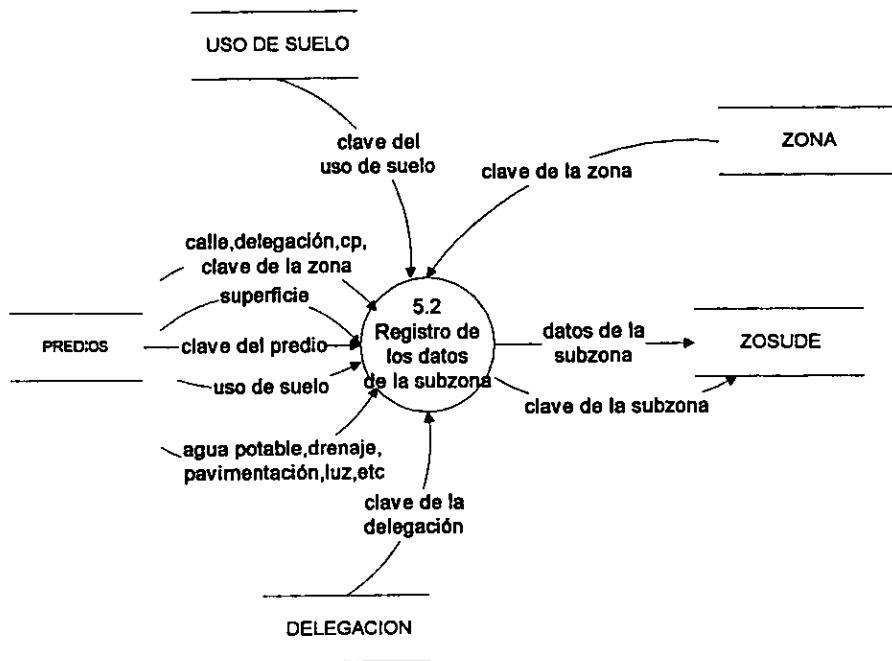 USO DE SUELO
ZONA
clave del
uso de suelo
clave de la zona
calle,delegación,cp,
clave de la zona
superficie
PREDIOS
clave del predio
uso de suelo
agua potable,drenaje,
pavimentación,luz,etc
5.2
Registro de
los datos
de la subzona
datos de la
subzona
ZOSUDE
clave de la subzona
clave de la
delegación
DELEGACION